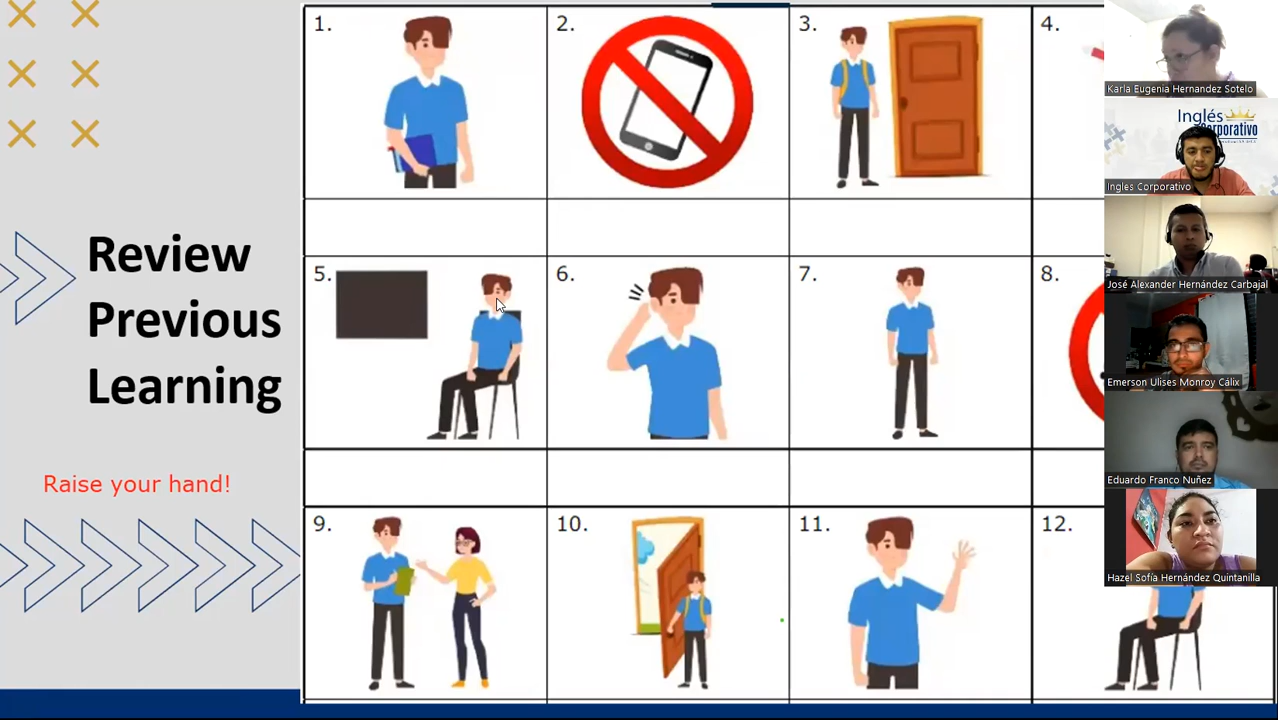 Review
Previous
Learning
Raise your hand!
1.
2.
3.
4.
5.
6.
7.
8.
9.
10.
11.
12.
Karla Eugenia Hernandez Sotelo
Inglés
Corporativo
Ingles Corporativo
José Alexander Hernández Carbajal
Emerson Ulises Monroy Cálix
Eduardo Franco Nuñez
Hazel Sofía Hernández Quintanilla